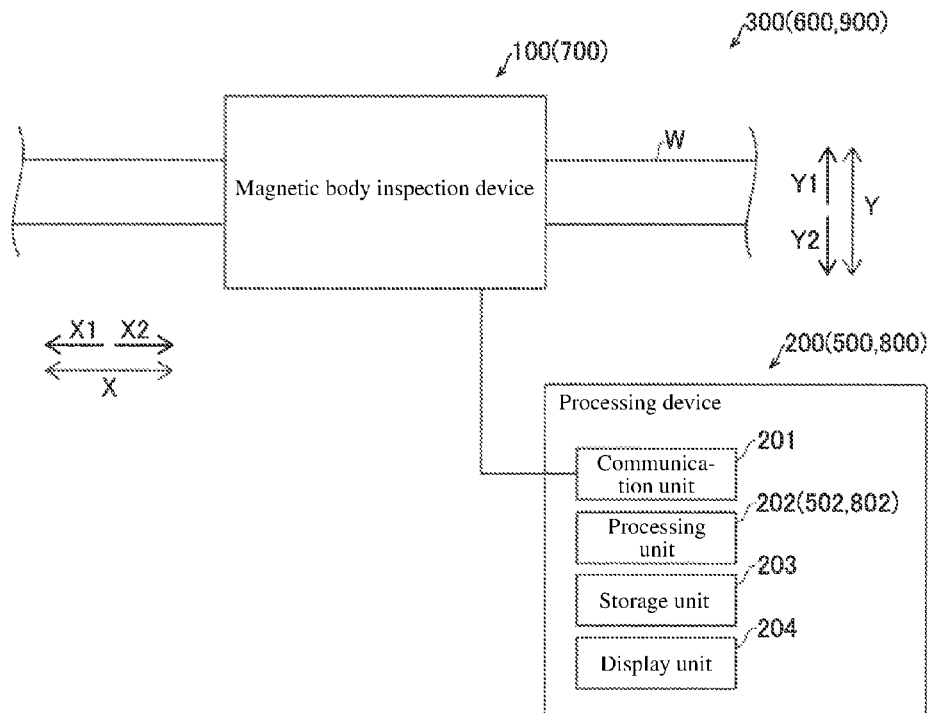 300(600,900)
100(700)
W
Magnetic body inspection device
Y1
Y
Y2
X1 X2
X
200(500,800)
Processing device
201
Communica-
tion unit
202(502,802)
Processing
unit
203
Storage unit
204
Display unit